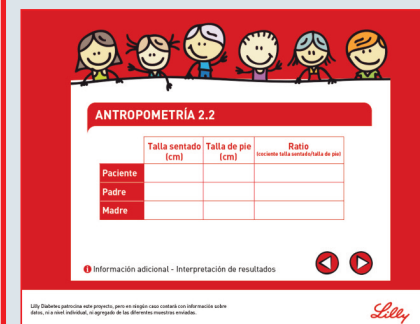 ANTROPOMETRÍA 2.2
Talla sentado (cm) Talla de pie (cm) Ratio (cociente talla sentado/talla de pie)
Paciente
Padre
Madre
Información adicional - Interpretación de resultados
Lilly Diabetes patrocina este proyecto, pero en ningún caso contará con información sobre
datos, ni a nivel individual, ni agregado de las diferentes muestras enviadas.
Lilly